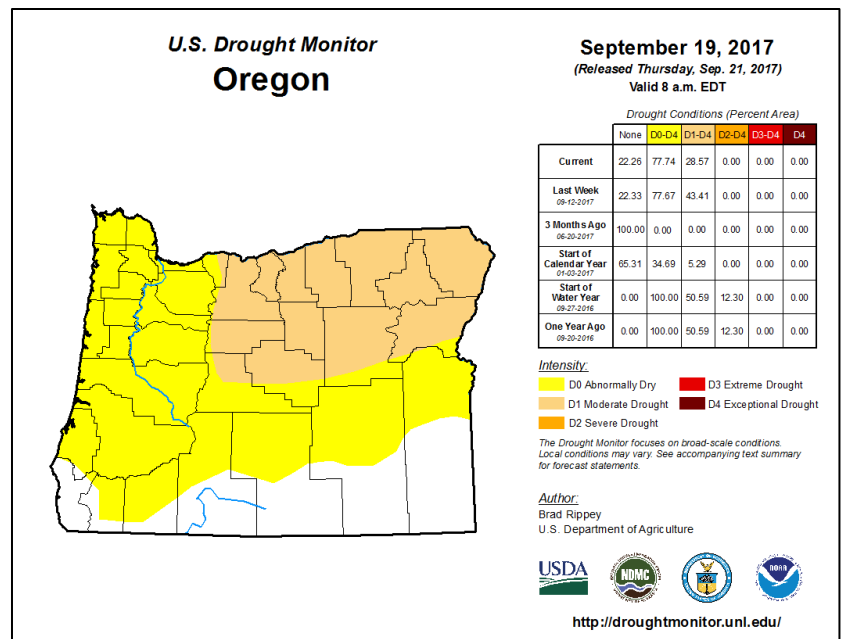 U.S. Drought Monitor
Oregon
September 19, 2017
(Released Thursday, Sep. 21, 2017)
Valid 8 a.m. EDT
Drought Conditions (Percent Area)
None D0-D4 D1-D4 D2-D4 D3-D4 D4
Current 22.26 77.74 28.57 0.00 0.00 0.00
Last Week
09-12-2017
22.33 77.67 43.41 0.00 0.00 0.00
3 Months Ago
06-20-2017
100.00 0.00 0.00 0.00 0.00 0.00
Start of
Calendar Year
01-03-2017
65.31 34.69 5.29 0.00 0.00 0.00
Start of
Water Year
09-27-2016
0.00 100.00 50.59 12.30 0.00 0.00
One Year Ago
09-20-2016
0.00 100.00 50.59 12.30 0.00 0.00
Intensity:
D0 Abnormally Dry
D1 Moderate Drought
D2 Severe Drought
D3 Extreme Drought
D4 Exceptional Drought
The Drought Monitor focuses on broad-scale conditions.
Local conditions may vary. See accompanying text summary
for forecast statements.
Author:
Brad Rippey
U.S. Department of Agriculture
USDA
NDMC
NOAA
http://droughtmonitor.unl.edu/